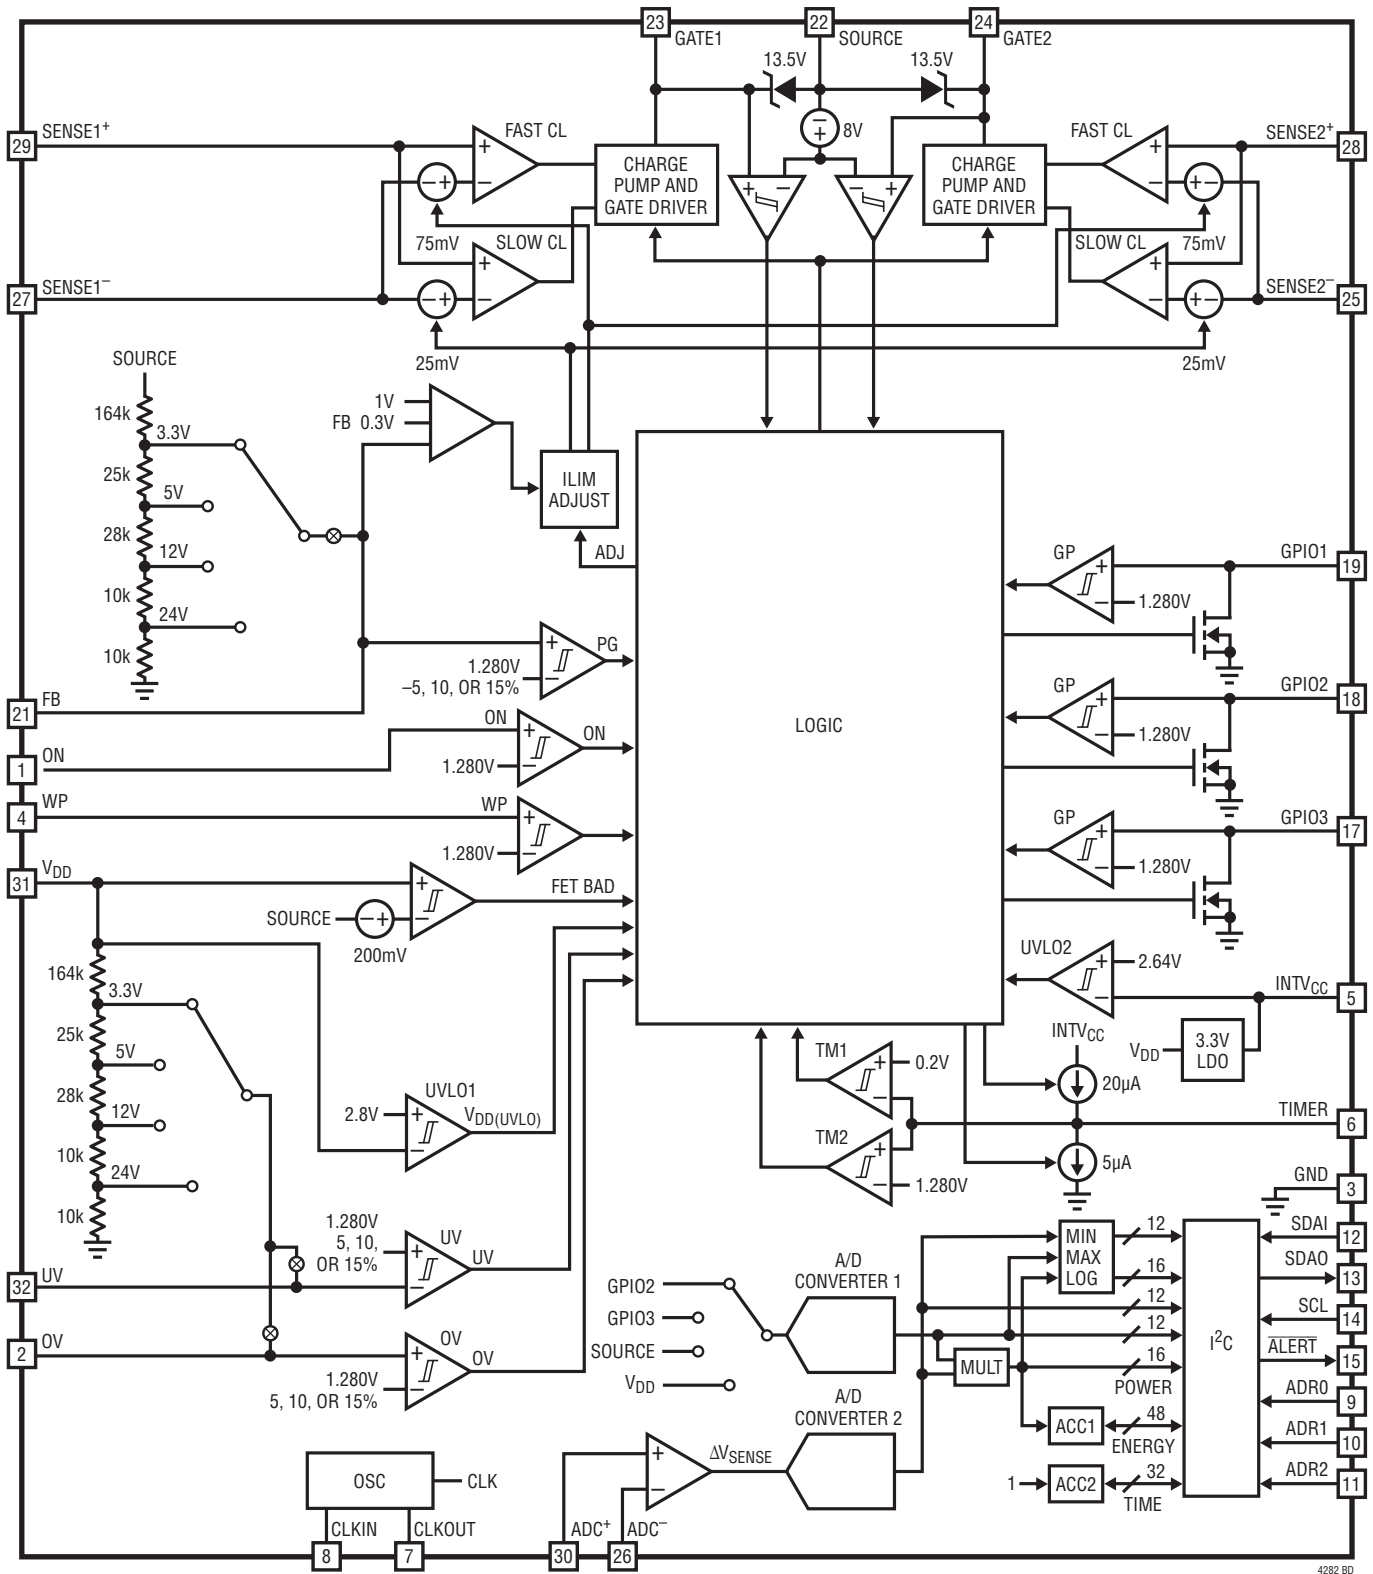 23
22
24
GATE1
SOURCE
GATE2
13.5V
13.5V
SENSE1+
FAST CL
– +
8V
FAST CL
SENSE2+
29
28
+
–
– +
CHARGE PUMP AND GATE DRIVER
+ –
– +
CHARGE PUMP AND GATE DRIVER
+
–
+ –
75mV
SLOW CL
SLOW CL
75mV
SENSE1–
+
–
– +
+
–
+ –
SENSE2–
27
25
25mV
25mV
SOURCE
164k
3.3V
25k
5V
28k
12V
10k
24V
10k
1V
FB 0.3V
ILIM
ADJUST
ADJ
+
–
PG
1.280V
–5, 10, OR 15%
FB
21
ON
1
ON
+
–
ON
1.280V
WP
4
WP
+
–
1.280V
LOGIC
GP
+
–
1.280V
GPIO1
19
GP
+
–
1.280V
GPIO2
18
GP
+
–
1.280V
GPIO3
17
VDD
31
SOURCE
– +
200mV
+
–
FET BAD
164k
3.3V
25k
5V
28k
12V
10k
24V
10k
UVLO1
2.8V
+
–
VDD(UVLO)
UVLO2
+
–
2.64V
INTVCC
5
3.3V
LDO
VDD
INTVCC
20µA
TM1
+
–
0.2V
TIMER
6
TM2
+
–
1.280V
5µA
GND
3
1.280V
5, 10,
OR 15%
UV
+
–
UV
UV
32
OV
2
OV
+
–
OV
1.280V
5, 10, OR 15%
GPIO2
GPIO3
SOURCE
VDD
A/D
CONVERTER 1
MIN
MAX
LOG
12
16
12
12
MULT
16
POWER
ACC1
48
ENERGY
1
ACC2
32
TIME
I2C
SDAI
12
SDAO
13
SCL
14
ALERT
15
ADR0
9
ADR1
10
ADR2
11
A/D
CONVERTER 2
+
–
ΔVSENSE
OSC
CLK
CLKIN
CLKOUT
ADC+
ADC–
8
7
30
26
4282 BD